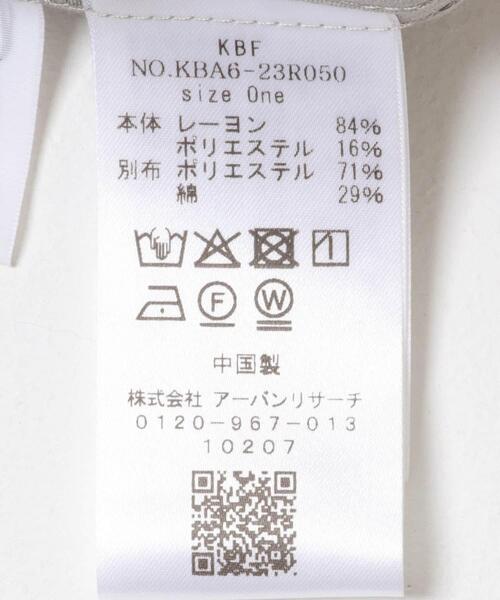 KBF
NO.KBA6-23R050
size One
本体 レーヨン 84%
ポリエステル 16%
別布 ポリエステル 71%
綿 29%
F W
中国製
株式会社 アーバンリサーチ
0120-967-013
10207